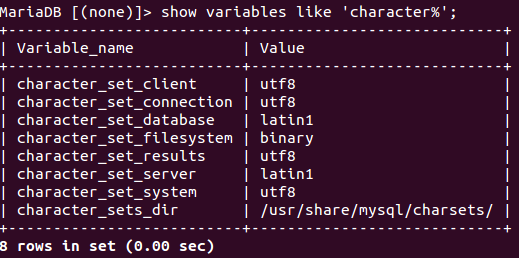 MariaDB [(none)]> show variables like 'character%';
+--------------------------+----------------------------+
| Variable_name            | Value                      |
+--------------------------+----------------------------+
| character_set_client     | utf8                       |
| character_set_connection | utf8                       |
| character_set_database   | latin1                     |
| character_set_filesystem | binary                     |
| character_set_results    | utf8                       |
| character_set_server     | latin1                     |
| character_set_system     | utf8                       |
| character_sets_dir       | /usr/share/mysql/charsets/ |
+--------------------------+----------------------------+
8 rows in set (0.00 sec)